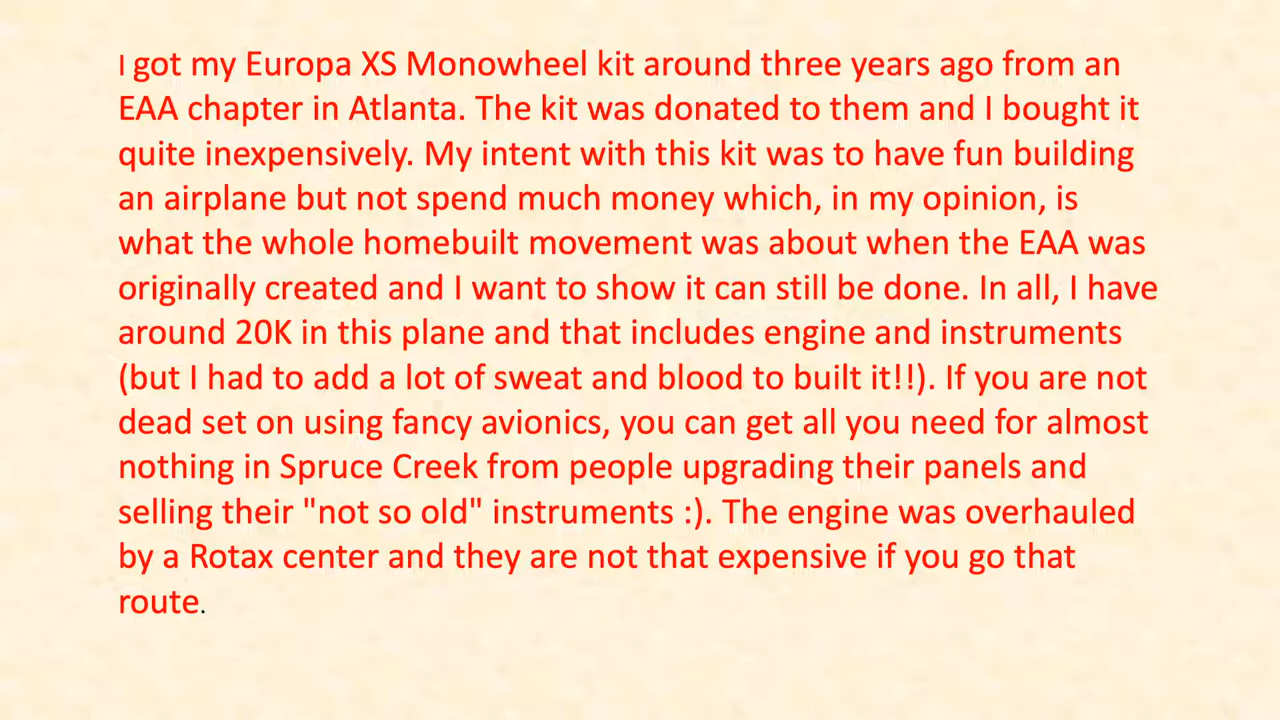 I got my Europa XS Monowheel kit around three years ago from an
EAA chapter in Atlanta. The kit was donated to them and I bought it
quite inexpensively. My intent with this kit was to have fun building
an airplane but not spend much money which, in my opinion, is
what the whole homebuilt movement was about when the EAA was
originally created and I want to show it can still be done. In all, I have
around 20K in this plane and that includes engine and instruments
(but I had to add a lot of sweat and blood to built it!!). If you are not
dead set on using fancy avionics, you can get all you need for almost
nothing in Spruce Creek from people upgrading their panels and
selling their "not so old" instruments :). The engine was overhauled
by a Rotax center and they are not that expensive if you go that
route.